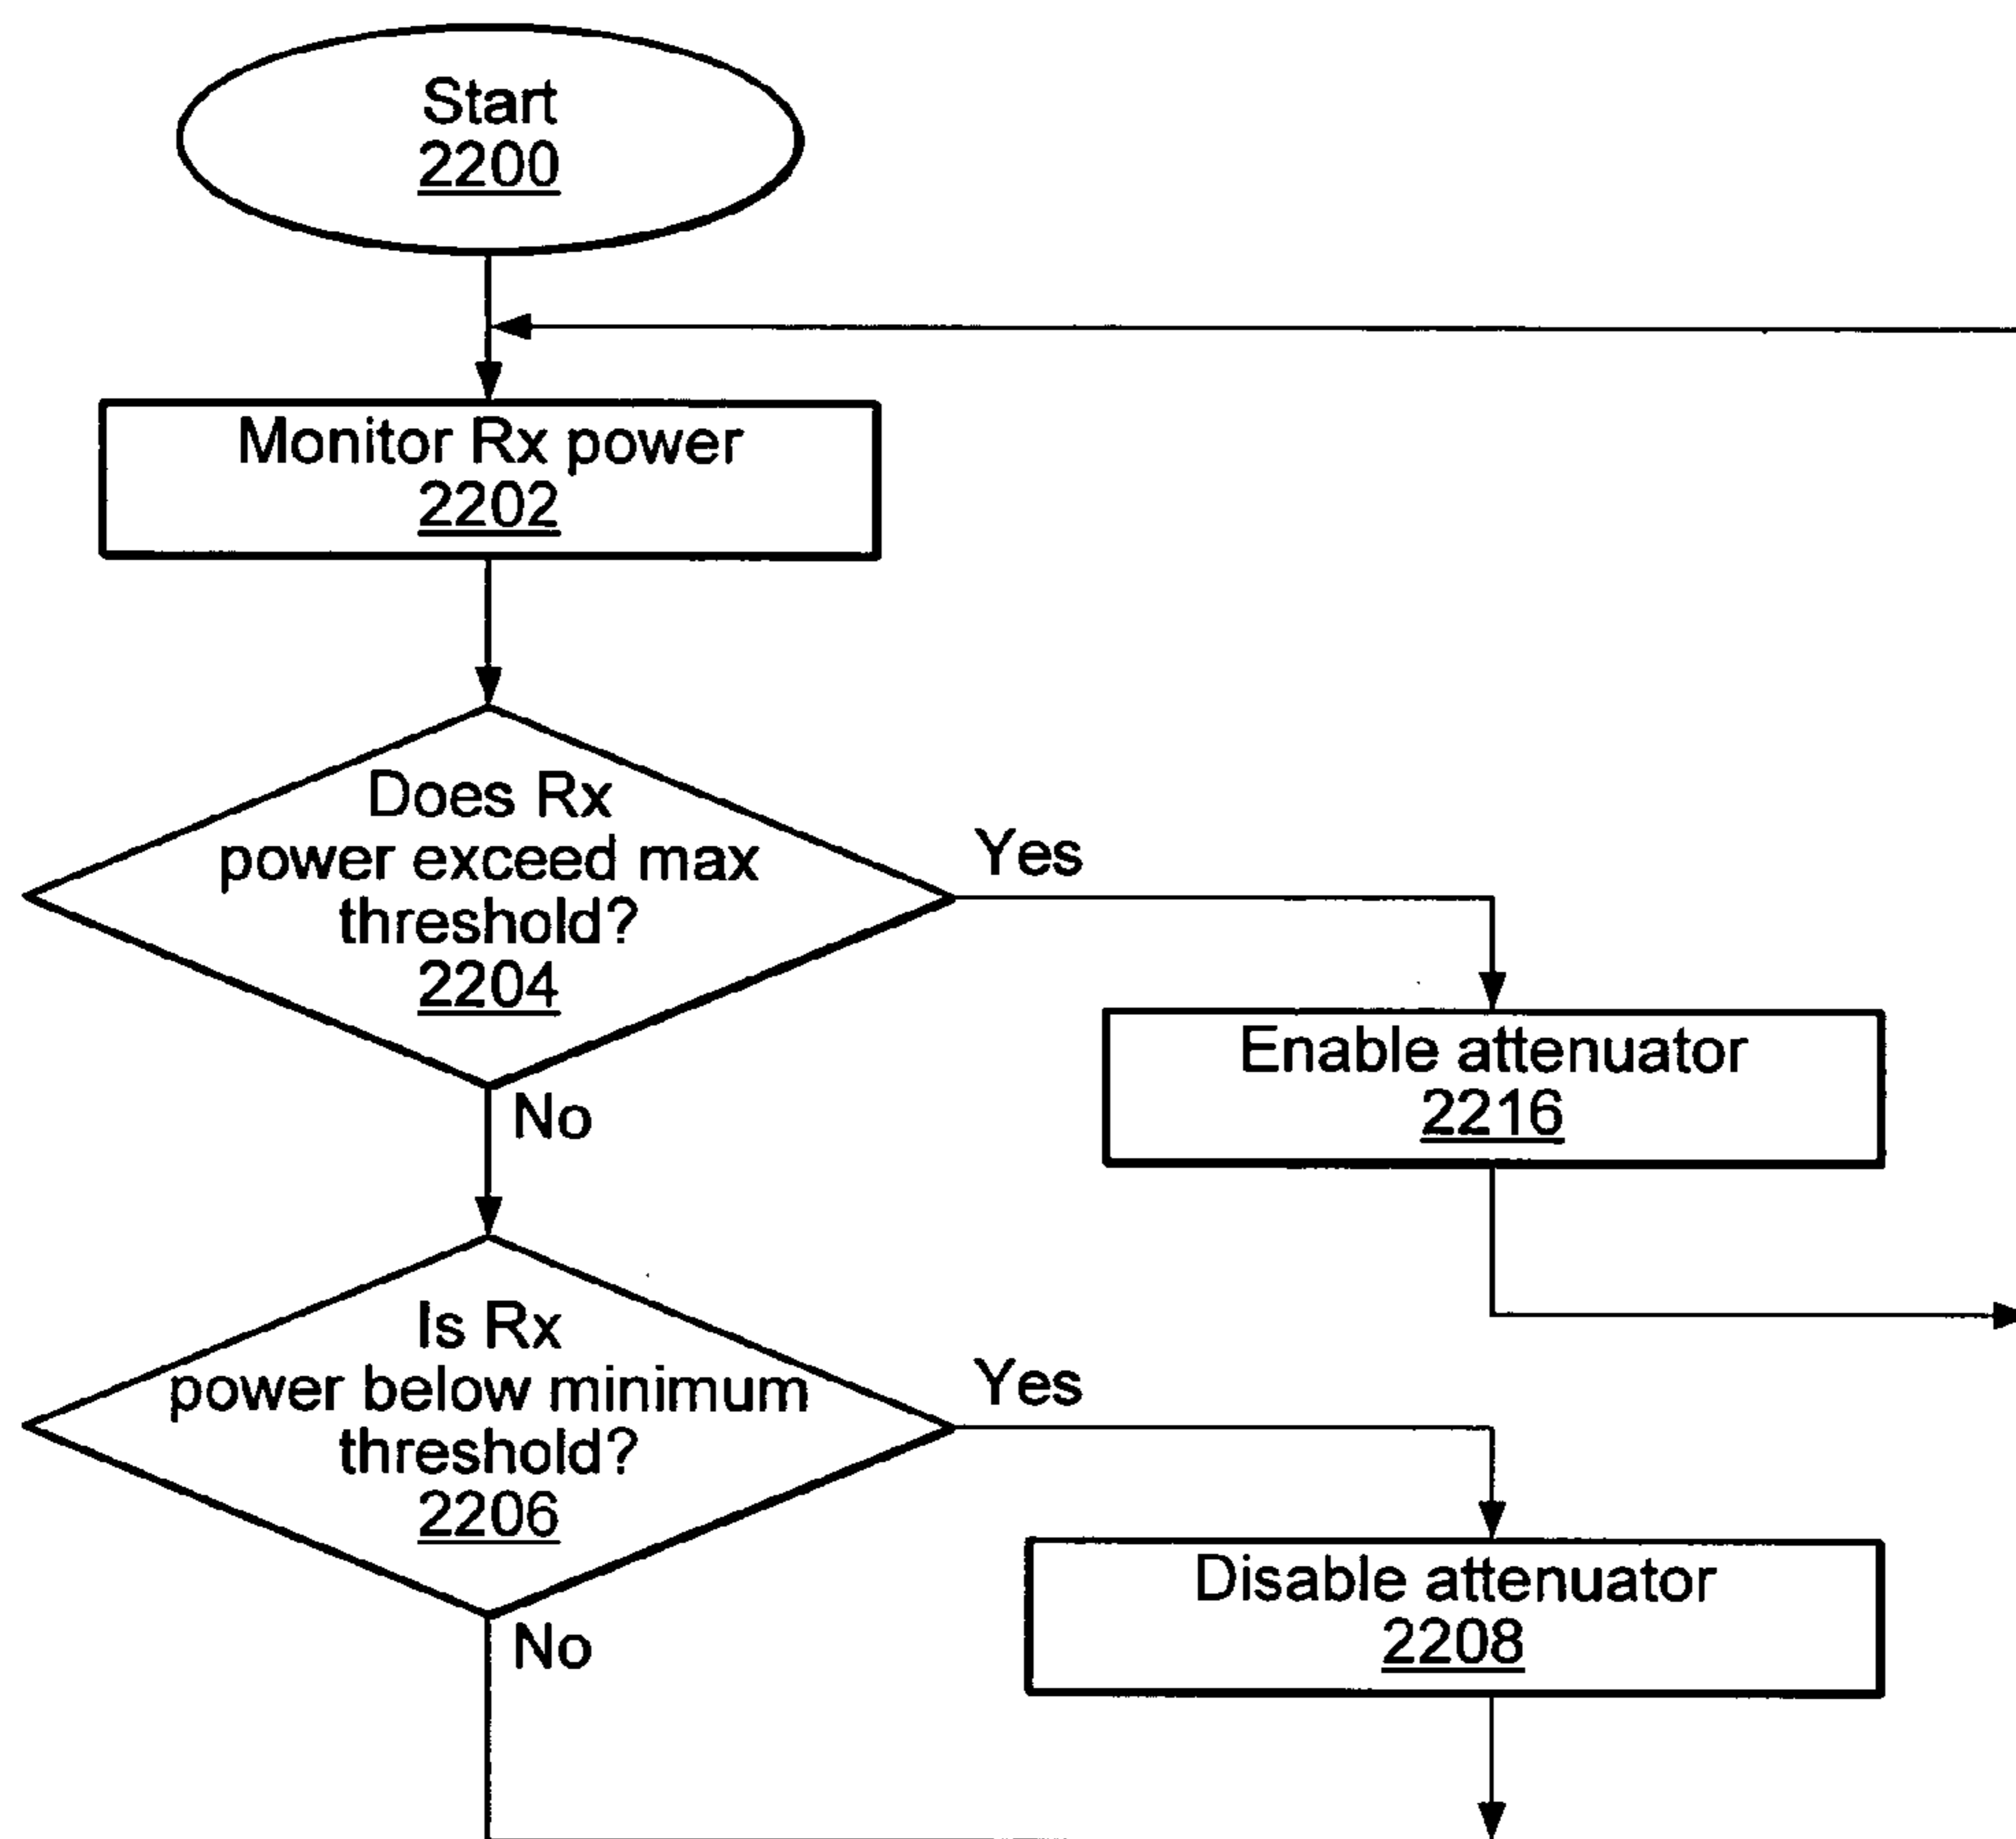 Start
2200
Monitor Rx power
2202
Does Rx
power exceed max
threshold?
2204
Yes
No
Enable attenuator
2216
Is Rx
power below minimum
threshold?
2206
Yes
No
Disable attenuator
2208